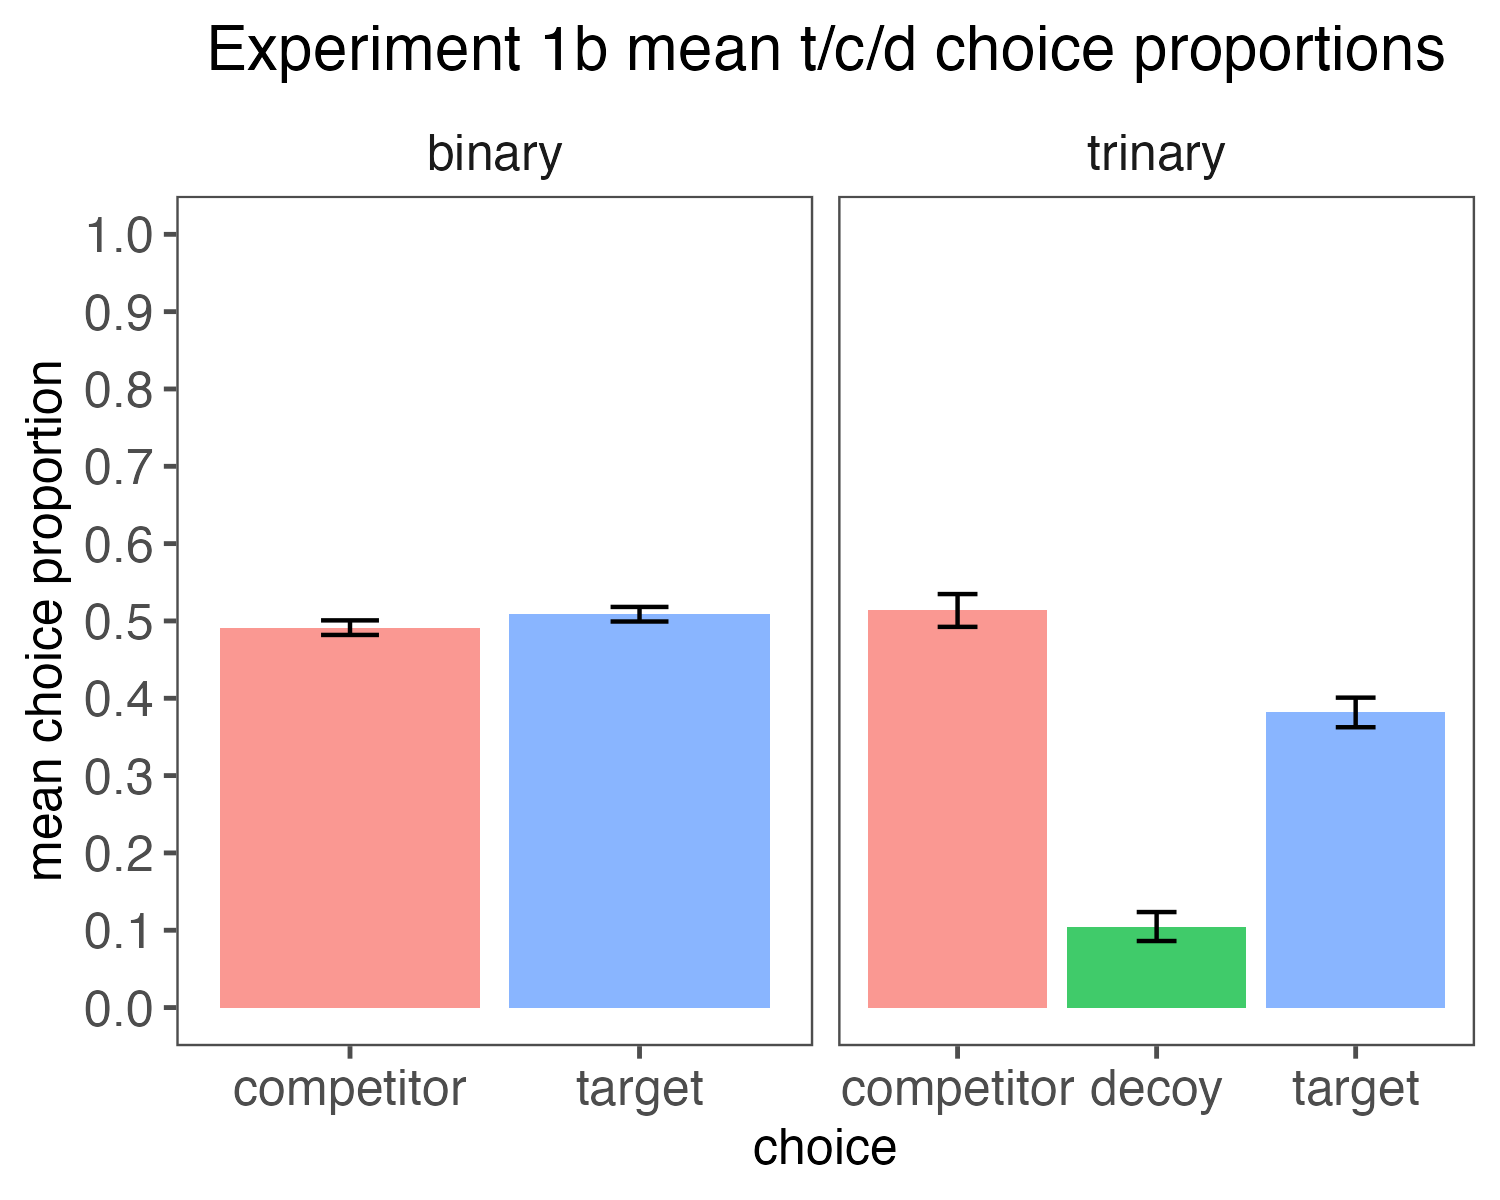 Experiment 1b mean t/c/d choice proportions
binary
trinary
mean choice proportion
1.0
0.9
0.8
0.7
0.6
0.5
0.4
0.3
0.2
0.1
0.0
competitor target
competitor decoy target
choice